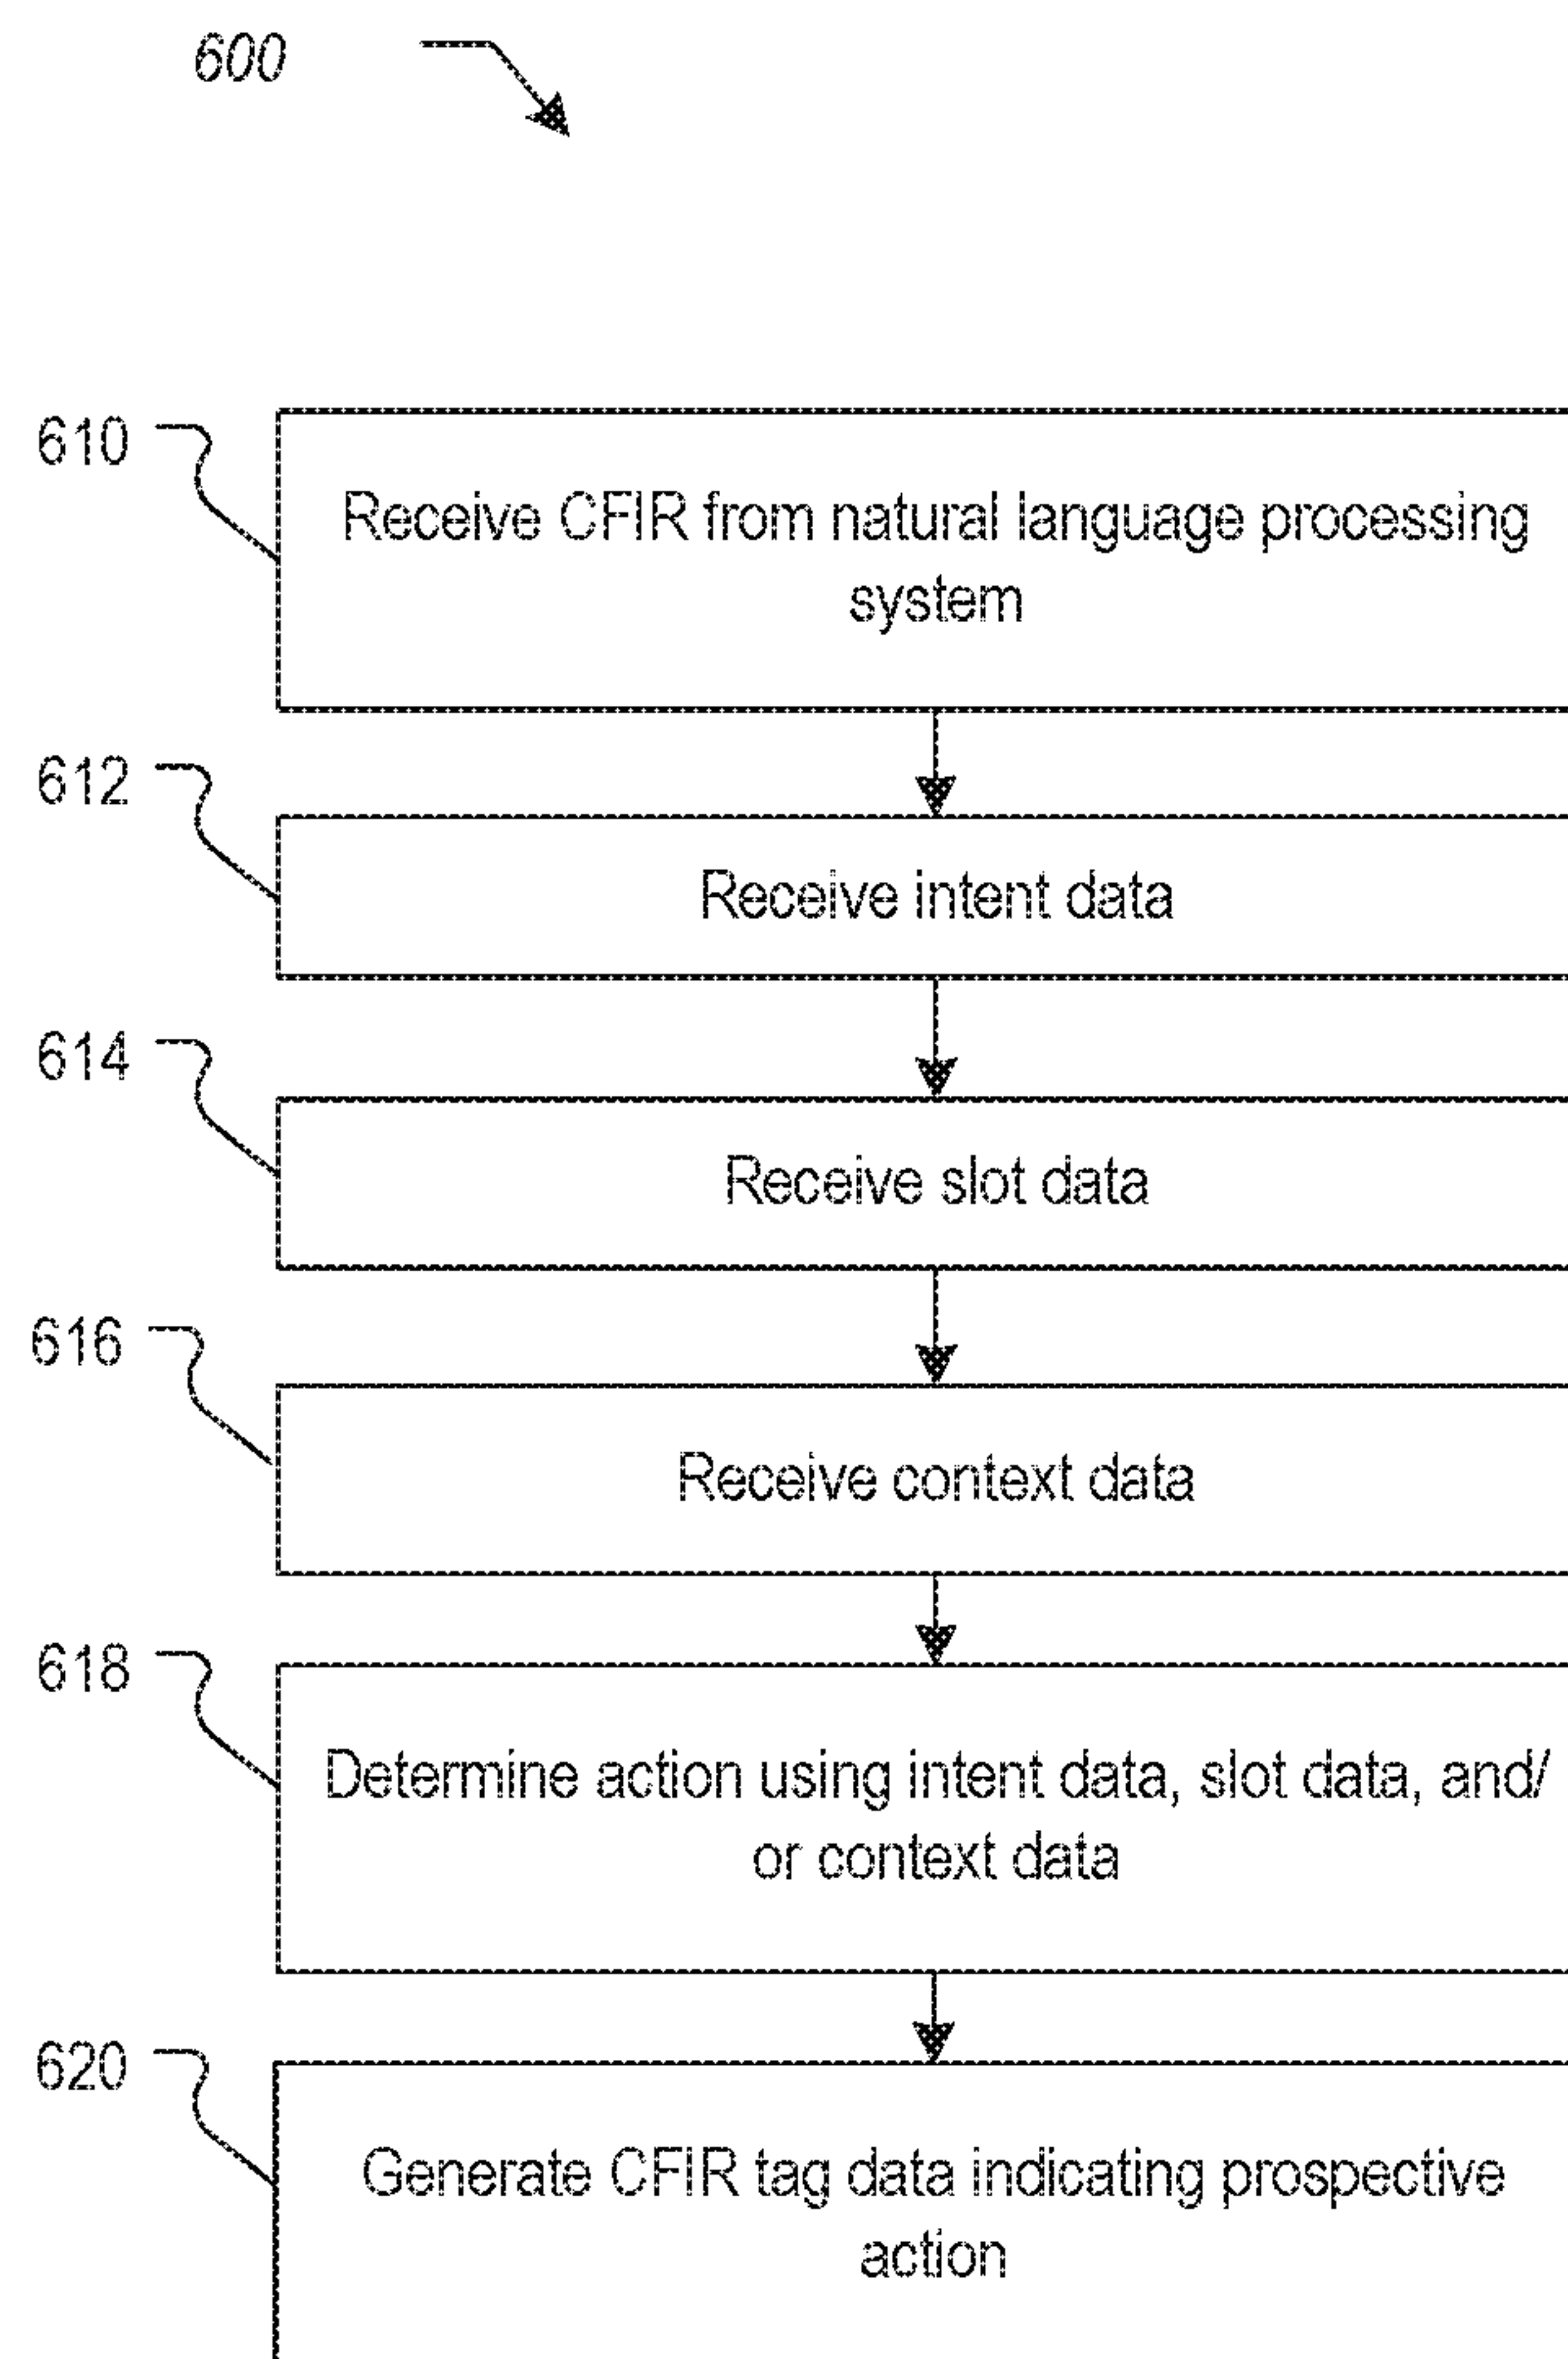 600
610
Receive CFIR from natural language processing
system
612
Receive intent data
614
Receive slot data
616
Receive context data
618
Determine action using intent data, slot data, and/
or context data
620
Generate CFIR tag data indicating prospective
action